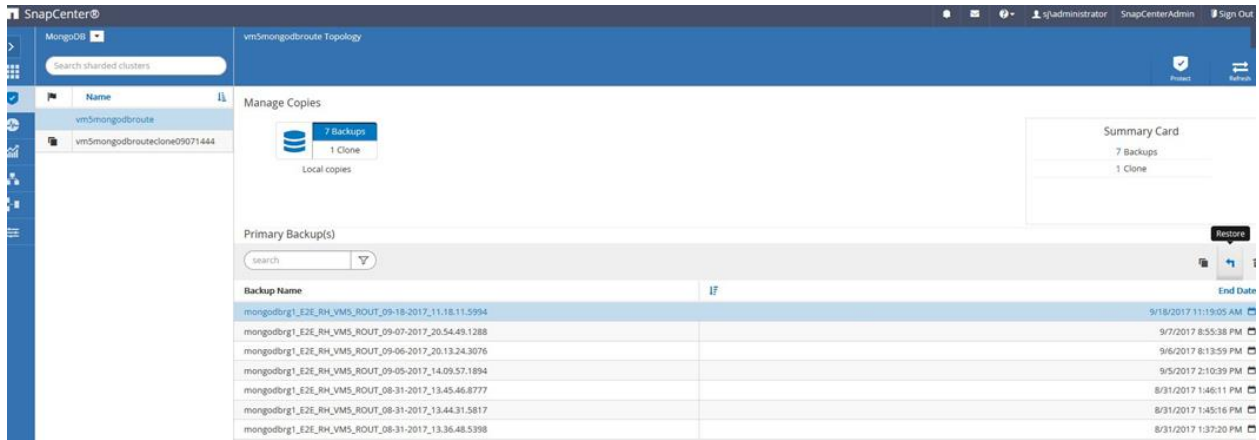 SnapCenter®
sj\administrator SnapCenterAdmin Sign Out
MongoDB
vm5mongodbroute Topology
Search sharded clusters
Protect
Refresh
Name
vm5mongodbroute
vm5mongodbrouteclone09071444
Manage Copies
7 Backups
1 Clone
Local copies
Summary Card
7 Backups
1 Clone
Primary Backup(s)
Restore
search
Backup Name End Date
mongodbrg1_E2E_RH_VM5_ROUT_09-18-2017_11.18.11.5994 9/18/2017 11:19:05 AM
mongodbrg1_E2E_RH_VM5_ROUT_09-07-2017_20.54.49.1288 9/7/2017 8:55:38 PM
mongodbrg1_E2E_RH_VM5_ROUT_09-06-2017_20.13.24.3076 9/6/2017 8:13:59 PM
mongodbrg1_E2E_RH_VM5_ROUT_09-05-2017_14.09.57.1894 9/5/2017 2:10:39 PM
mongodbrg1_E2E_RH_VM5_ROUT_08-31-2017_13.45.46.8777 8/31/2017 1:46:11 PM
mongodbrg1_E2E_RH_VM5_ROUT_08-31-2017_13.44.31.5817 8/31/2017 1:45:16 PM
mongodbrg1_E2E_RH_VM5_ROUT_08-31-2017_13.36.48.5398 8/31/2017 1:37:20 PM